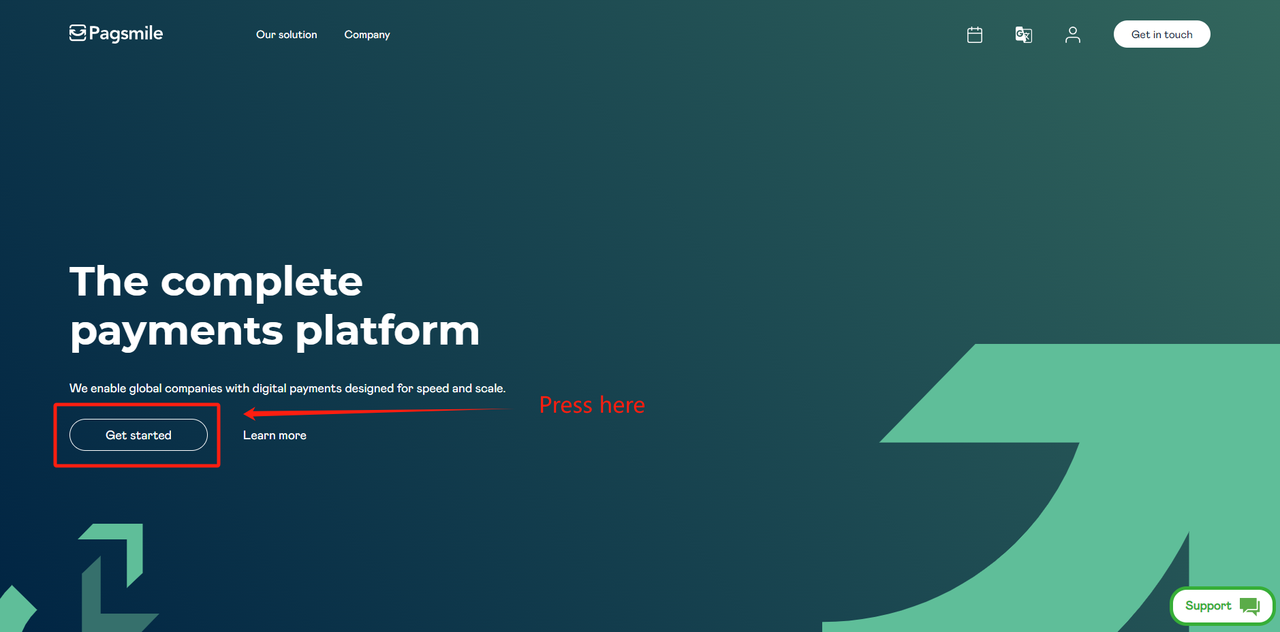 Pagsmile
Our solution
Company
Get in touch
The complete
payments platform
We enable global companies with digital payments designed for speed and scale.
Press here
Get started
Learn more
Support